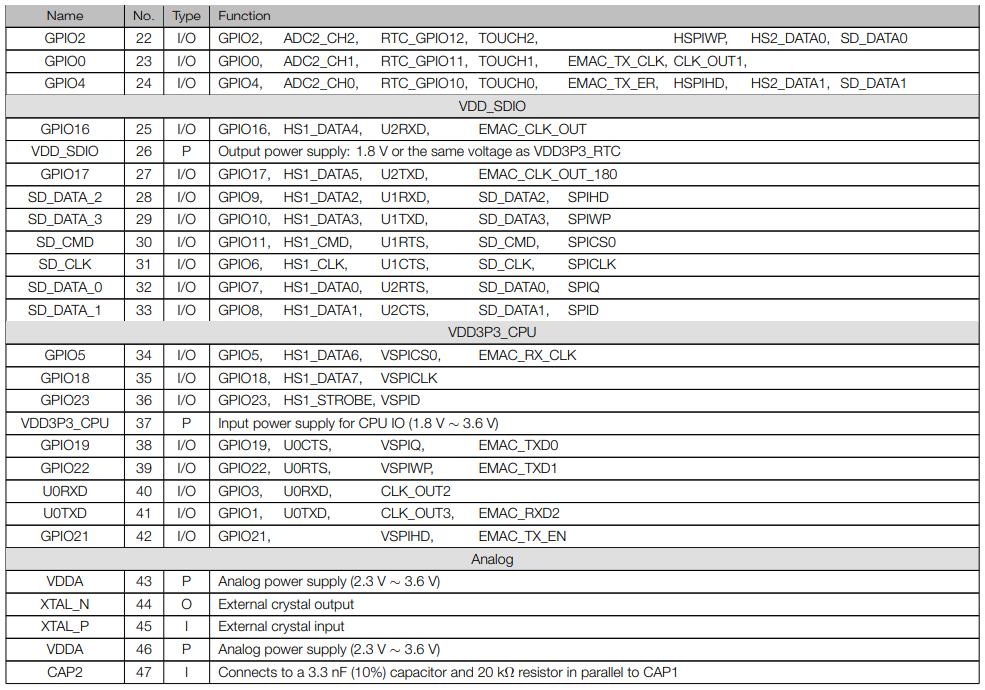 Name No. Type Function
GPIO2 22 I/O GPIO2, ADC2_CH2, RTC_GPIO12, TOUCH2, HSPIWP, HS2_DATA0, SD_DATA0
GPIO0 23 I/O GPIO0, ADC2_CH1, RTC_GPIO11, TOUCH1, EMAC_TX_CLK, CLK_OUT1,
GPIO4 24 I/O GPIO4, ADC2_CH0, RTC_GPIO10, TOUCH0, EMAC_TX_ER, HSPIHD, HS2_DATA1, SD_DATA1
VDD_SDIO
GPIO16 25 I/O GPIO16, HS1_DATA4, U2RXD, EMAC_CLK_OUT
VDD_SDIO 26 P Output power supply: 1.8 V or the same voltage as VDD3P3_RTC
GPIO17 27 I/O GPIO17, HS1_DATA5, U2TXD, EMAC_CLK_OUT_180
SD_DATA_2 28 I/O GPIO9, HS1_DATA2, U1RXD, SD_DATA2, SPIHD
SD_DATA_3 29 I/O GPIO10, HS1_DATA3, U1TXD, SD_DATA3, SPIWP
SD_CMD 30 I/O GPIO11, HS1_CMD, U1RTS, SD_CMD, SPICS0
SD_CLK 31 I/O GPIO6, HS1_CLK, U1CTS, SD_CLK, SPICLK
SD_DATA_0 32 I/O GPIO7, HS1_DATA0, U2RTS, SD_DATA0, SPIQ
SD_DATA_1 33 I/O GPIO8, HS1_DATA1, U2CTS, SD_DATA1, SPID
VDD3P3_CPU
GPIO5 34 I/O GPIO5, HS1_DATA6, VSPICS0, EMAC_RX_CLK
GPIO18 35 I/O GPIO18, HS1_DATA7, VSPICLK
GPIO23 36 I/O GPIO23, HS1_STROBE, VSPID
VDD3P3_CPU 37 P Input power supply for CPU IO (1.8 V ∼ 3.6 V)
GPIO19 38 I/O GPIO19, U0CTS, VSPIQ, EMAC_TXD0
GPIO22 39 I/O GPIO22, U0RTS, VSPIWP, EMAC_TXD1
U0RXD 40 I/O GPIO3, U0RXD, CLK_OUT2
U0TXD 41 I/O GPIO1, U0TXD, CLK_OUT3, EMAC_RXD2
GPIO21 42 I/O GPIO21, VSPIHD, EMAC_TX_EN
Analog
VDDA 43 P Analog power supply (2.3 V ∼ 3.6 V)
XTAL_N 44 O External crystal output
XTAL_P 45 I External crystal input
VDDA 46 P Analog power supply (2.3 V ∼ 3.6 V)
CAP2 47 I Connects to a 3.3 nF (10%) capacitor and 20 kΩ resistor in parallel to CAP1